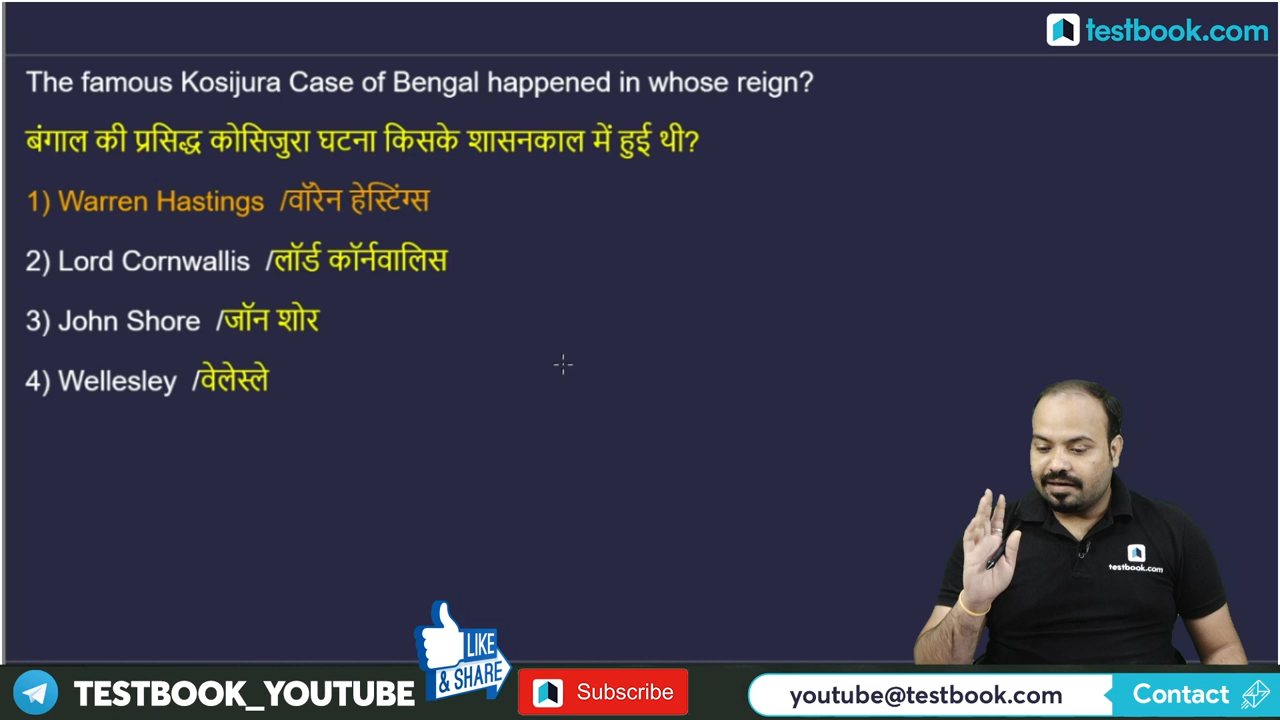 testbook.com
The famous Kosijura Case of Bengal happened in whose reign?
बंगाल की प्रसिद्ध कोसिजुरा घटना किसके शासनकाल में हुई थी?
1) Warren Hastings /वॉरेन हेस्टिंग्स
2) Lord Cornwallis /लॉर्ड कॉर्नवालिस
3) John Shore /जॉन शोर
4) Wellesley /वेलेस्ले
testbook.com
LIKE
& SHARE
TESTBOOK_YOUTUBE
Subscribe
youtube@testbook.com
Contact